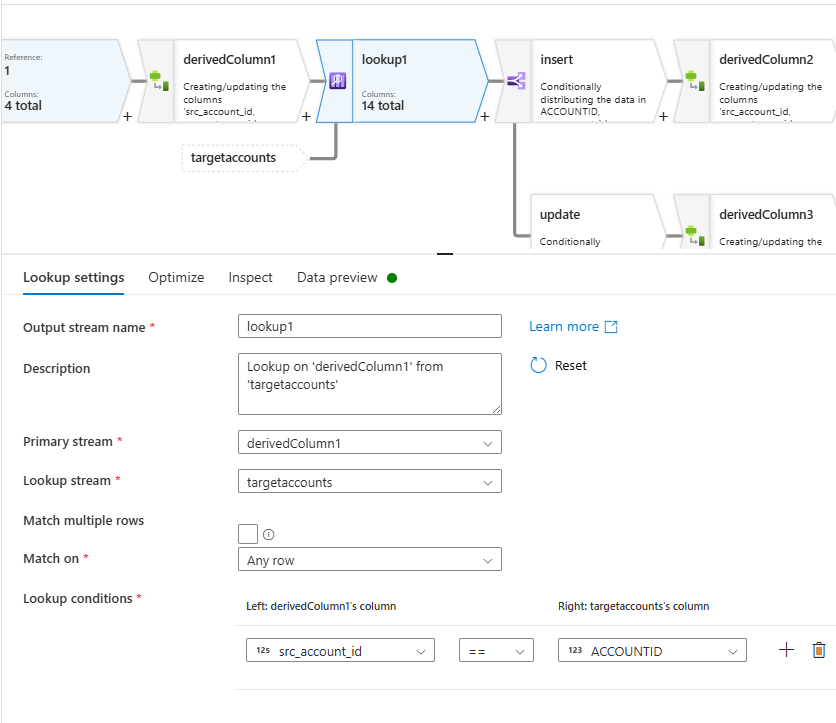 Reference:
1
Columns:
4 total
derivedColumn1
Creating/updating the
columns
'src_account_id,
lookup1
Columns:
14 total
insert
Conditionally
distributing the data in
ACCOUNTID,
derivedColumn2
Creating/updating the
columns
'src_account_id,
+
+
+
+
targetaccounts
update
Conditionally
derivedColumn3
Creating/updating the
Lookup settings
Optimize
Inspect
Data preview
Output stream name *
lookup1
Learn more
Description
Lookup on 'derivedColumn1' from
'targetaccounts'
Reset
Primary stream *
derivedColumn1
Lookup stream *
targetaccounts
Match multiple rows
Match on *
Any row
Lookup conditions *
Left: derivedColumn1's column
Right: targetaccounts's column
12s src_account_id
==
123 ACCOUNTID